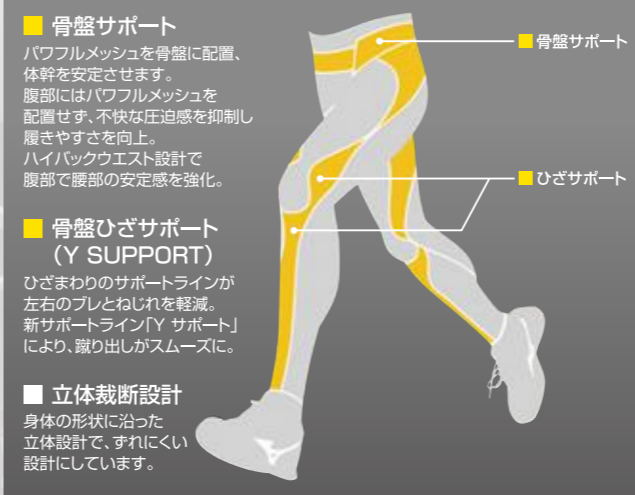 ■ 骨盤サポート
パワフルメッシュを骨盤に配置、
体幹を安定させます。
腹部にはパワフルメッシュを
配置せず、不快な圧迫感を抑制し
履きやすさを向上。
ハイバックウエスト設計で
腹部で腰部の安定感を強化。
■ 骨盤ひざサポート
（Y SUPPORT）
ひざまわりのサポートラインが
左右のブレとねじれを軽減。
新サポートライン「Y サポート」
により、蹴り出しがスムーズに。
■ 立体裁断設計
身体の形状に沿った
立体設計で、ずれにくい
設計にしています。
■ 骨盤サポート
■ ひざサポート